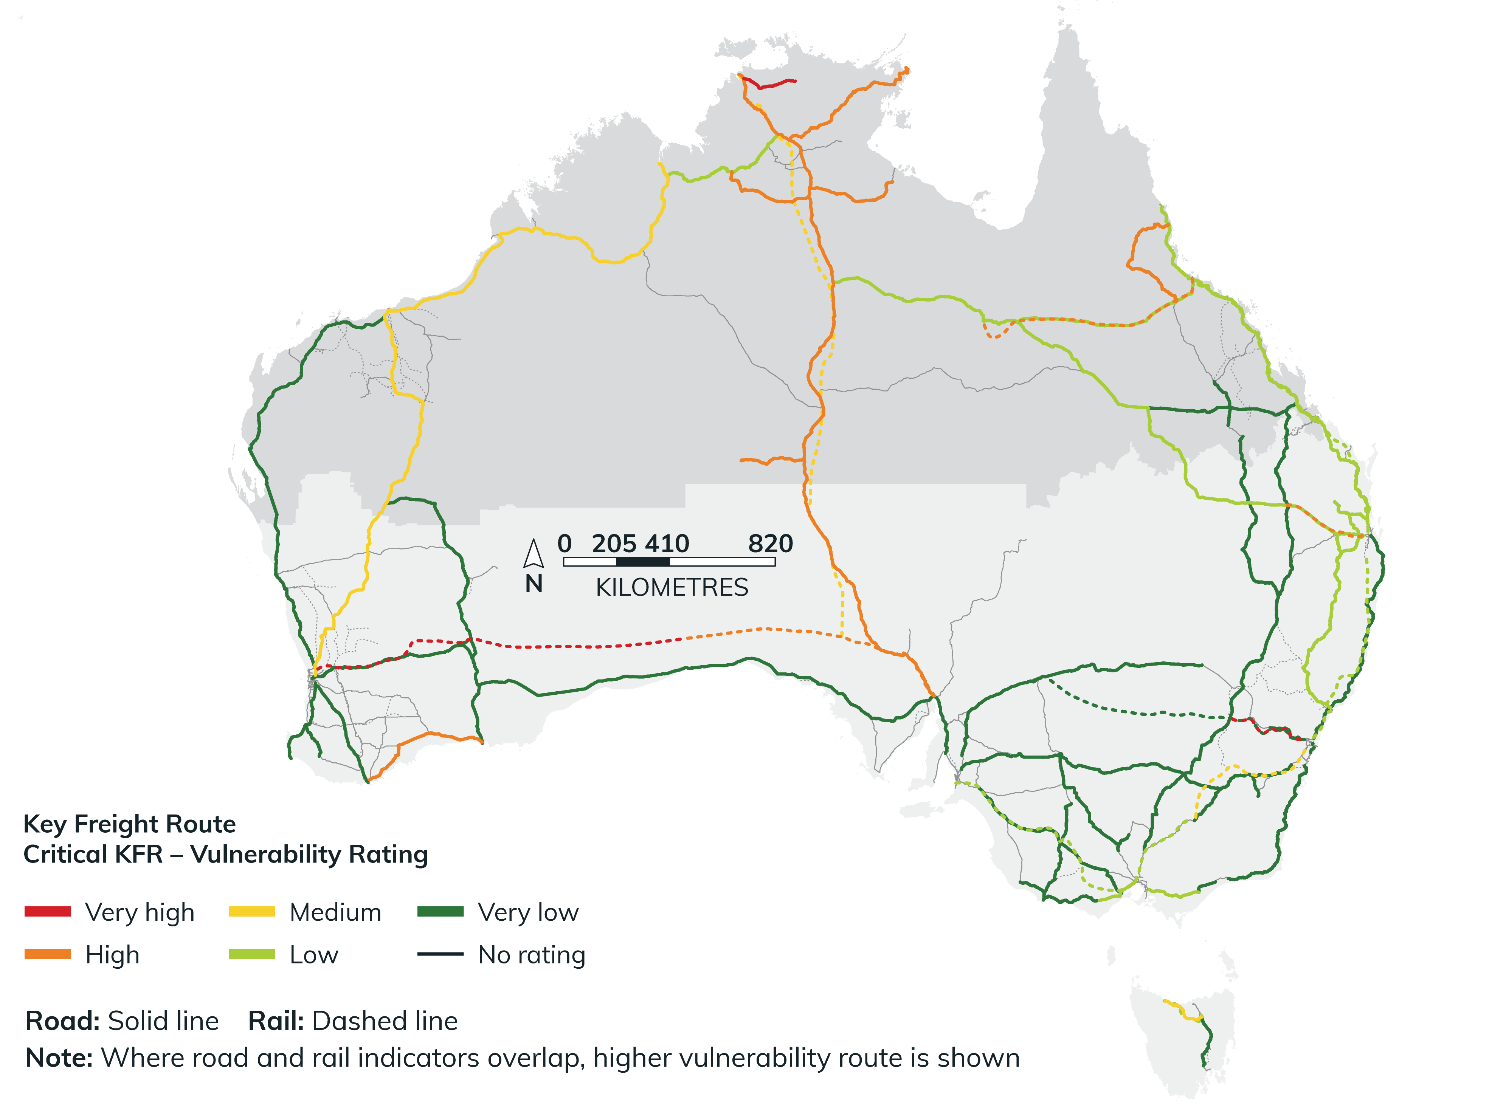 0 205 410 820
N
KILOMETRES
Key Freight Route
Critical KFR – Vulnerability Rating
Very high Medium Very low
High Low No rating
Road: Solid line Rail: Dashed line
Note: Where road and rail indicators overlap, higher vulnerability route is shown